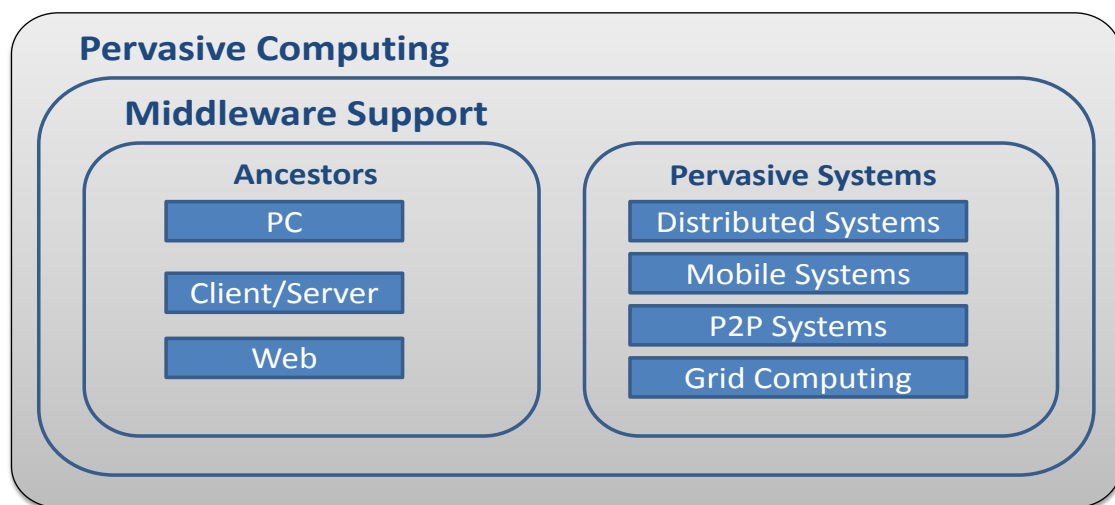 Pervasive Computing
Middleware Support
Ancestors
PC
Client/Server
Web
Pervasive Systems
Distributed Systems
Mobile Systems
P2P Systems
Grid Computing